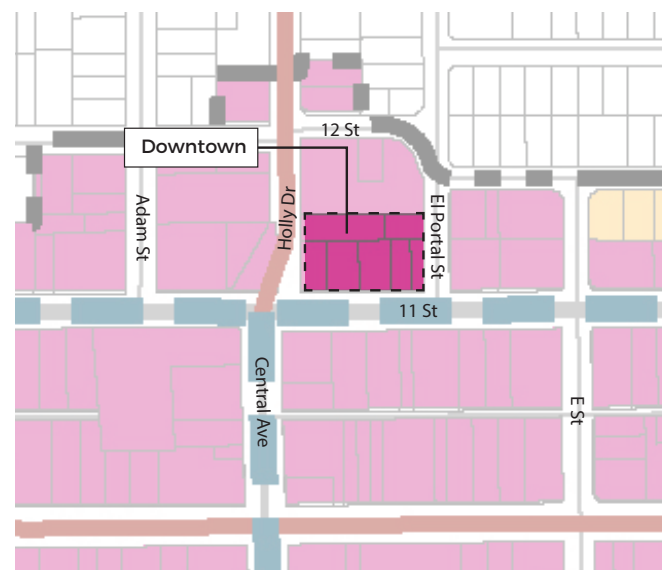 12 St
Downtown
Adam St
Holly Dr
El Portal St
11 St
Central Ave
E St